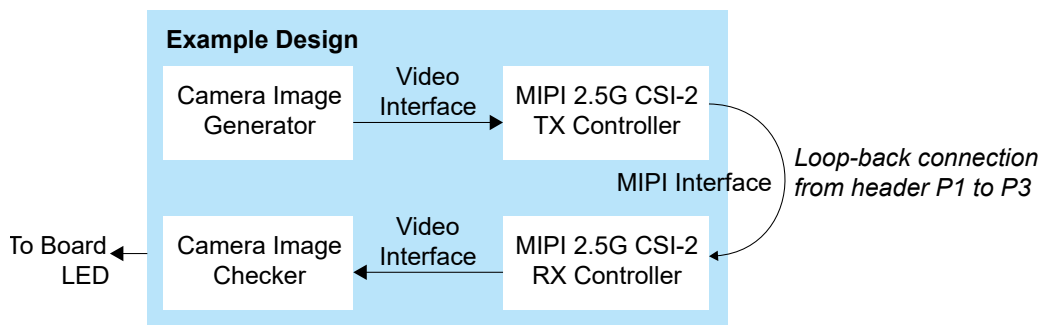 Example Design
Camera Image
Generator
Video
Interface
MIPI 2.5G CSI-2
TX Controller
MIPI Interface
Loop-back connection
from header P1 to P3
To Board
LED
Camera Image
Checker
Video
Interface
MIPI 2.5G CSI-2
RX Controller